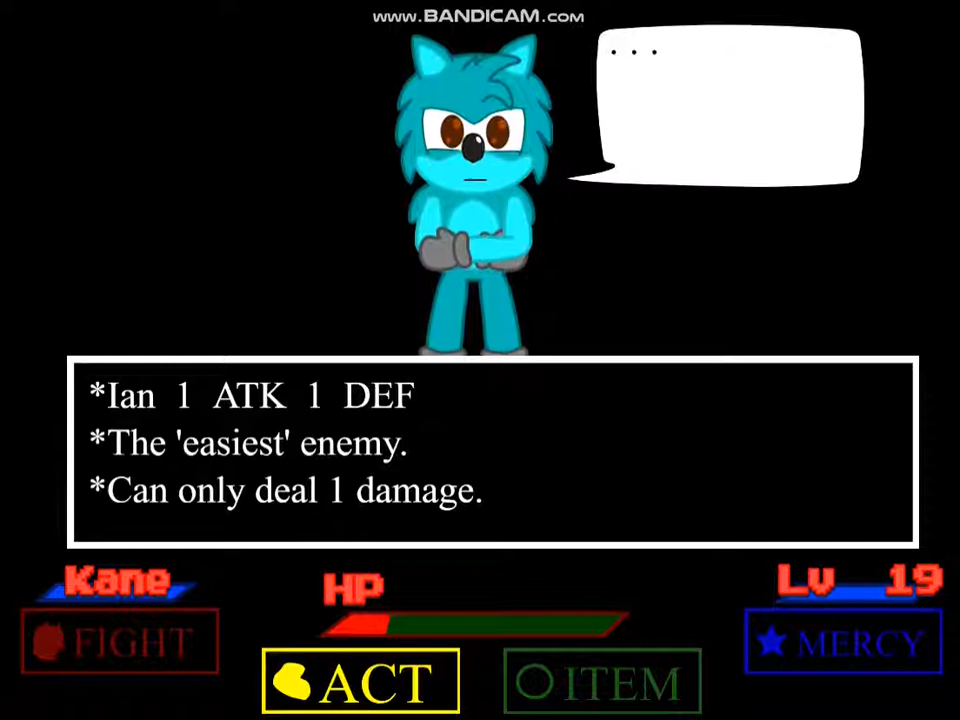 www.BANDICAM.com
. . .
*Ian 1 ATK 1 DEF
*The 'easiest' enemy.
*Can only deal 1 damage.
Kane HP Lv 19
FIGHT ACT ITEM MERCY